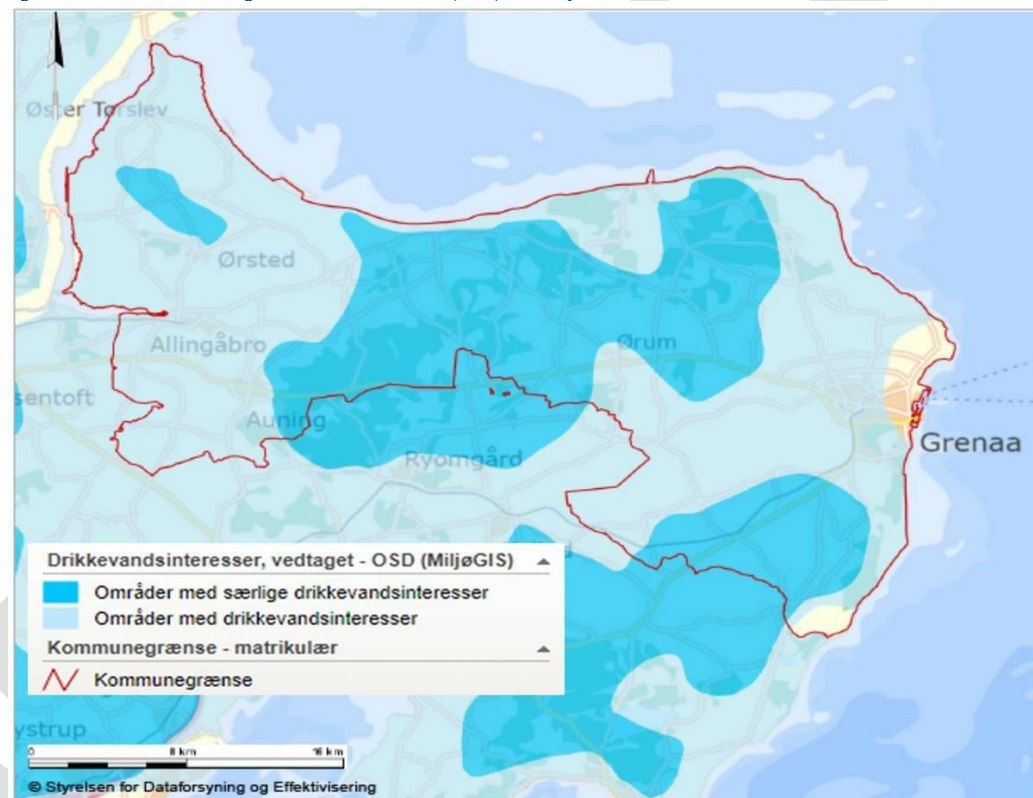 Øster Tørslev
Ørsted
Allingåbro
Ørum
sentoft
Auning
Grenaa
Ryomgård
Drikkevandsinteresser, vedtaget - OSD (MiljøGIS)
Områder med særlige drikkevandsinteresser
Områder med drikkevandsinteresser
Kommunegrænse - matrikulær
Kommunegrænse
ystrup
0 8 km 16 km
© Styrelsen for Dataforsyning og Effektivisering